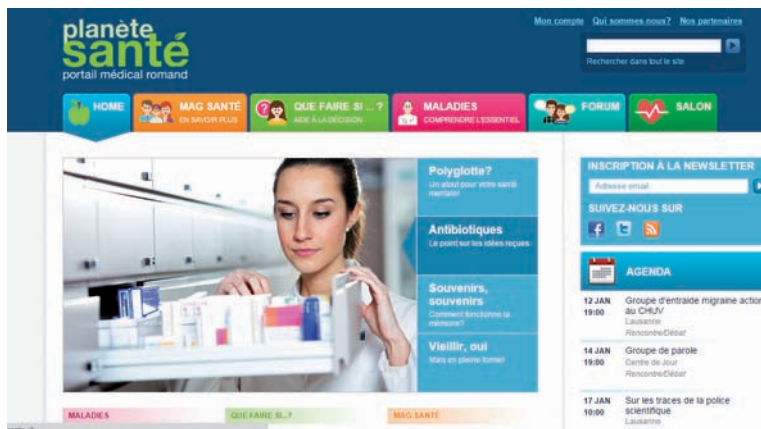 Mon compte Qui sommes nous? Nos partenaires
planète
santé
portail médical romand
Rechercher dans tout le site
HOME
MAG SANTÉ
EN SAVOIR PLUS
QUE FAIRE SI ... ?
AIDE À LA DÉCISION
MALADIES
COMPRENDRE L'ESSENTIEL
FORUM
SALON
Polyglotte?
Un atout pour votre santé
mentale!
Antibiotiques
Le point sur les idées reçues
Souvenirs,
souvenirs
Comment fonctionne la
mémoire?
Vieillir, oui
Mais en pleine forme!
INSCRIPTION À LA NEWSLETTER
Adresse email
SUIVEZ-NOUS SUR
AGENDA
12 JAN Groupe d'entraide migraine action
19:00 au CHUV
Lausanne
Rencontre/Débat
14 JAN Groupe de parole
19:00 Centre de Jour
Rencontre/Débat
17 JAN Sur les traces de la police
10:00 scientifique
Lausanne
MALADIES
QUE FAIRE SI..?
MAG SANTÉ